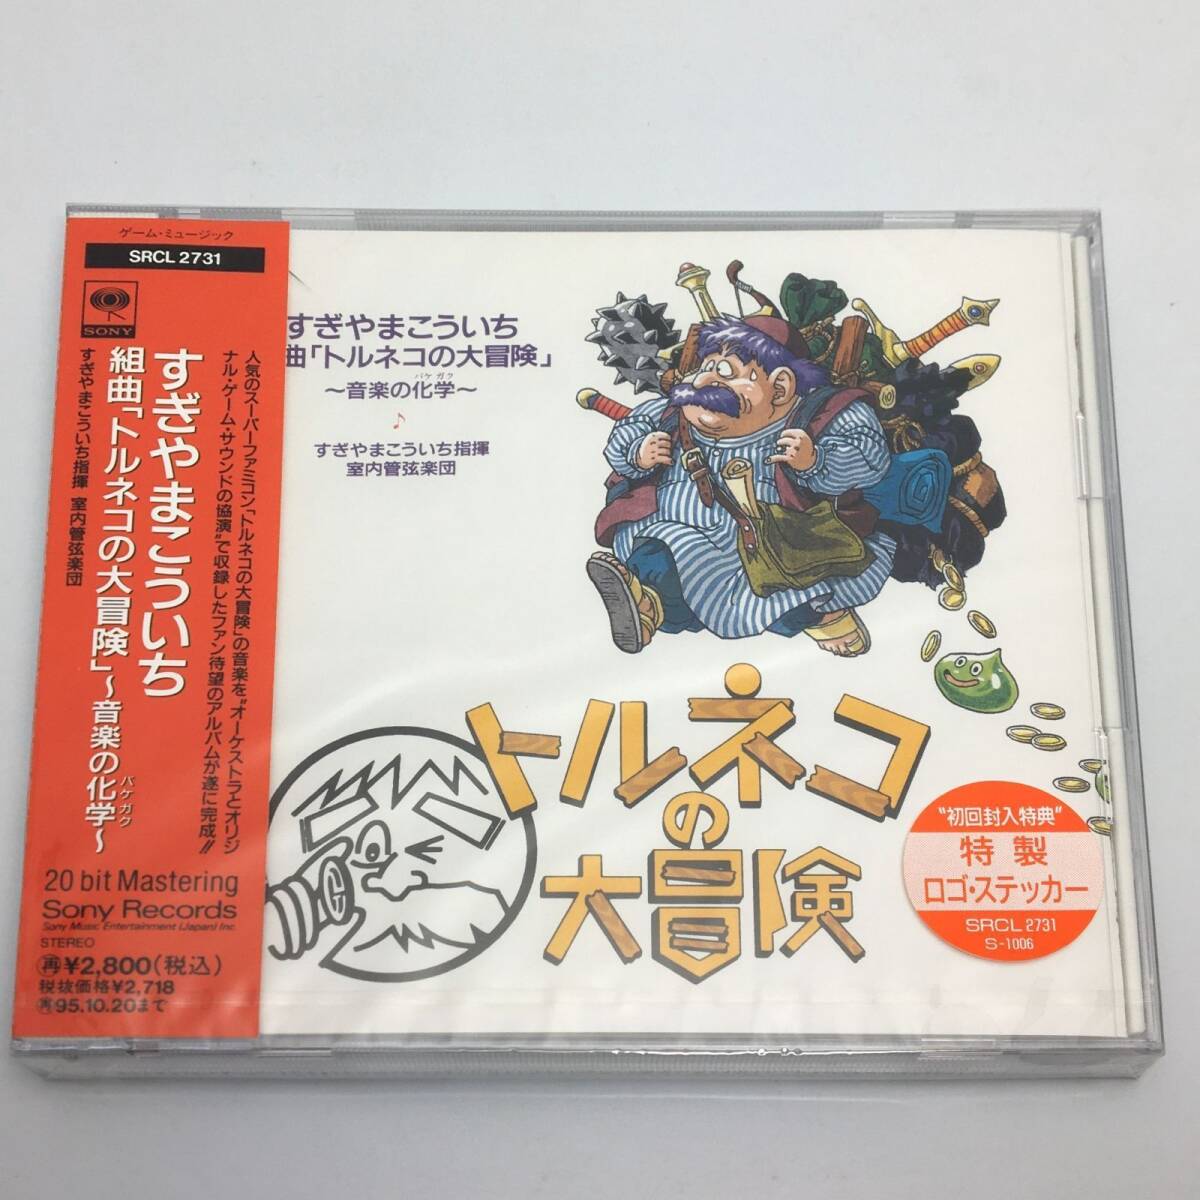 ゲーム・ミュージック
SRCL 2731
SONY
すぎやまこういち
組曲「トルネコの大冒険」~音楽の化学~
バケガク
すぎやまこういち指揮 室内管弦楽団
人気のスーパーファミコン「トルネコの大冒険」の音楽を"オーケストラとオリジ
ナル・ゲーム・サウンドの協演"で収録したファン待望のアルバムが遂に完成!!
20 bit Mastering
Sony Records
Sony Music Entertainment (Japan) Inc.
STEREO
再¥2,800(税込)
税抜価格¥2,718
再95.10.20まで
すぎやまこういち
曲「トルネコの大冒険」
バケガク
~音楽の化学~
すぎやまこういち指揮
室内管弦楽団
トルネコ
の
大冒険
"初回封入特典"
特製
ロゴ・ステッカー
SRCL 2731
S-1006